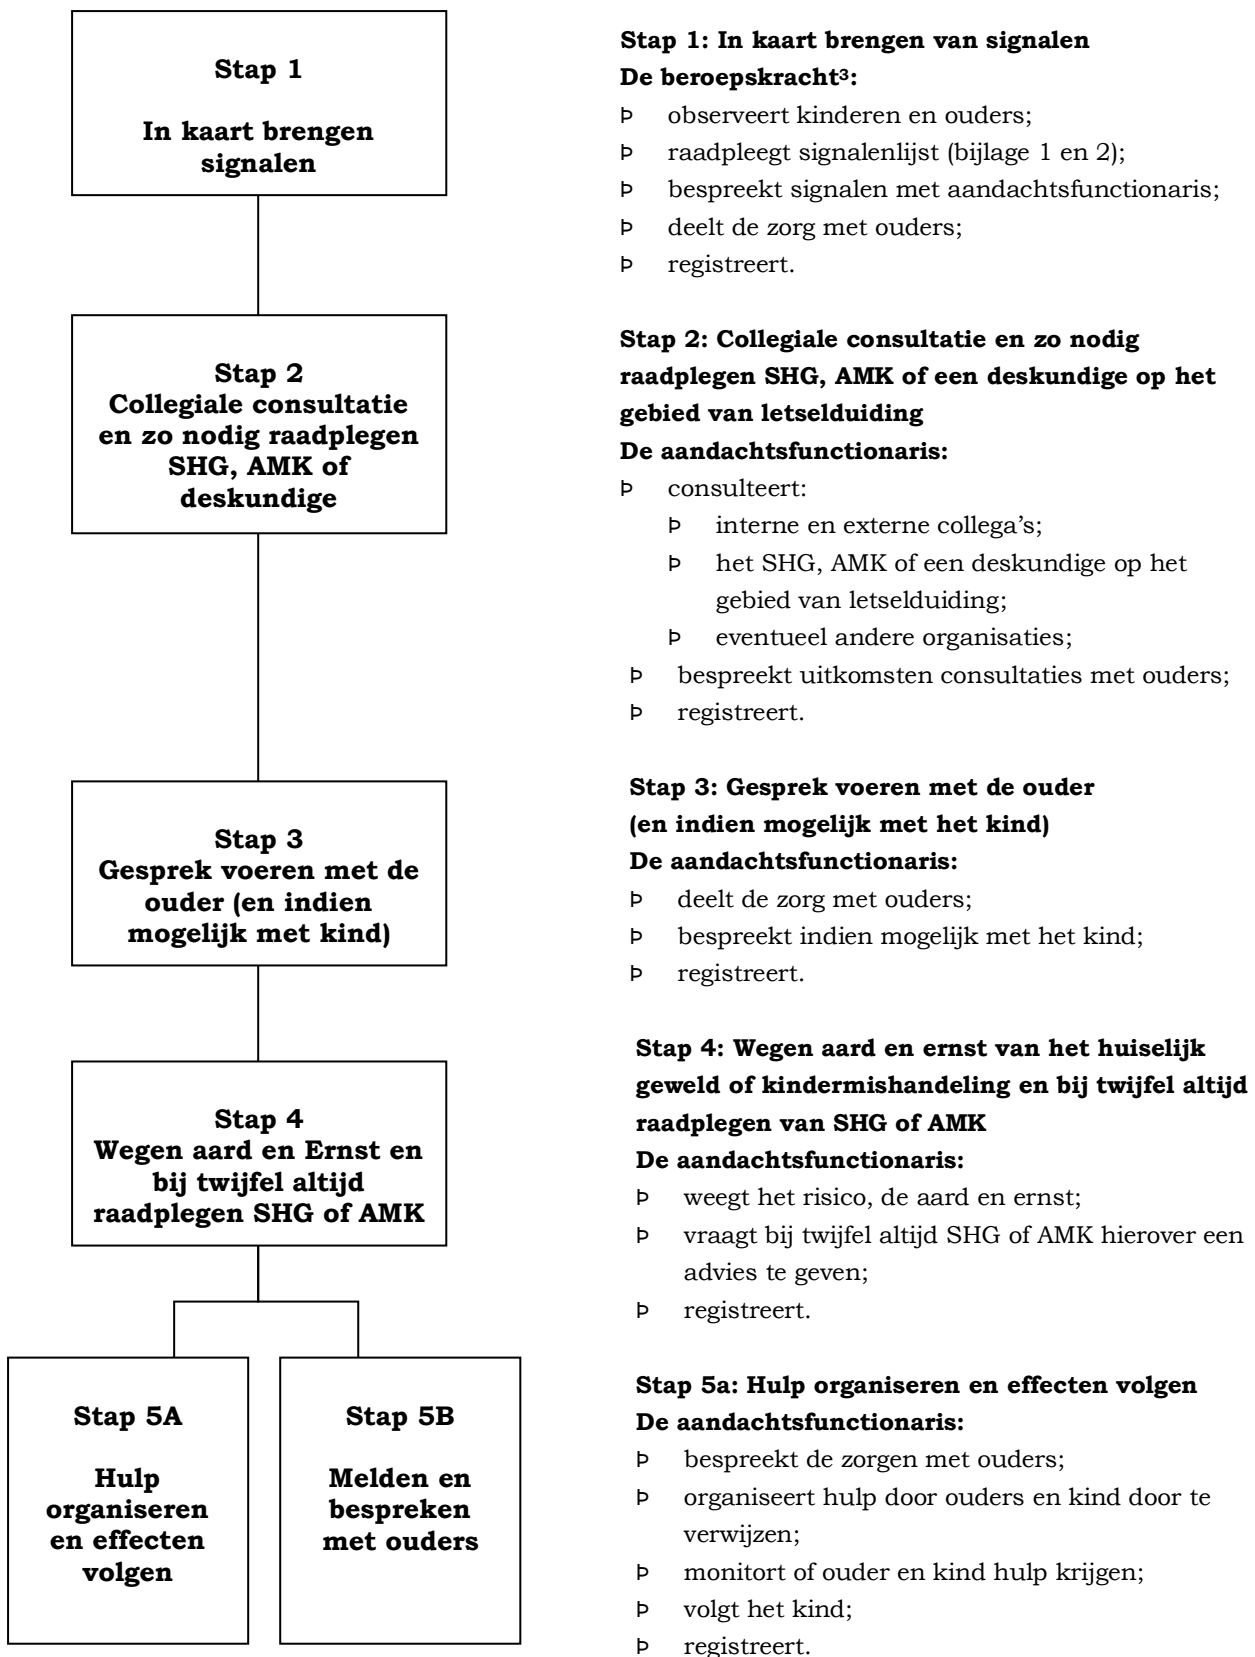 Stap 1
In kaart brengen
signalen
Stap 2
Collegiale consultatie
en zo nodig raadplegen
SHG, AMK of
deskundige
Stap 3
Gesprek voeren met de
ouder (en indien
mogelijk met kind)
Stap 4
Wegen aard en Ernst en
bij twijfel altijd
raadplegen SHG of AMK
Stap 5A
Hulp
organiseren
en effecten
volgen
Stap 5B
Melden en
bespreken
met ouders
Stap 1: In kaart brengen van signalen
De beroepskracht³:
Þ observeert kinderen en ouders;
Þ raadpleegt signalenlijst (bijlage 1 en 2);
Þ bespreekt signalen met aandachtsfunctionaris;
Þ deelt de zorg met ouders;
Þ registreert.
Stap 2: Collegiale consultatie en zo nodig
raadplegen SHG, AMK of een deskundige op het
gebied van letselduiding
De aandachtsfunctionaris:
Þ consulteert:
Þ interne en externe collega’s;
Þ het SHG, AMK of een deskundige op het
gebied van letselduiding;
Þ eventueel andere organisaties;
Þ bespreekt uitkomsten consultaties met ouders;
Þ registreert.
Stap 3: Gesprek voeren met de ouder
(en indien mogelijk met het kind)
De aandachtsfunctionaris:
Þ deelt de zorg met ouders;
Þ bespreekt indien mogelijk met het kind;
Þ registreert.
Stap 4: Wegen aard en ernst van het huiselijk
geweld of kindermishandeling en bij twijfel altijd
raadplegen van SHG of AMK
De aandachtsfunctionaris:
Þ weegt het risico, de aard en ernst;
Þ vraagt bij twijfel altijd SHG of AMK hierover een
advies te geven;
Þ registreert.
Stap 5a: Hulp organiseren en effecten volgen
De aandachtsfunctionaris:
Þ bespreekt de zorgen met ouders;
Þ organiseert hulp door ouders en kind door te
verwijzen;
Þ monitort of ouder en kind hulp krijgen;
Þ volgt het kind;
Þ registreert.